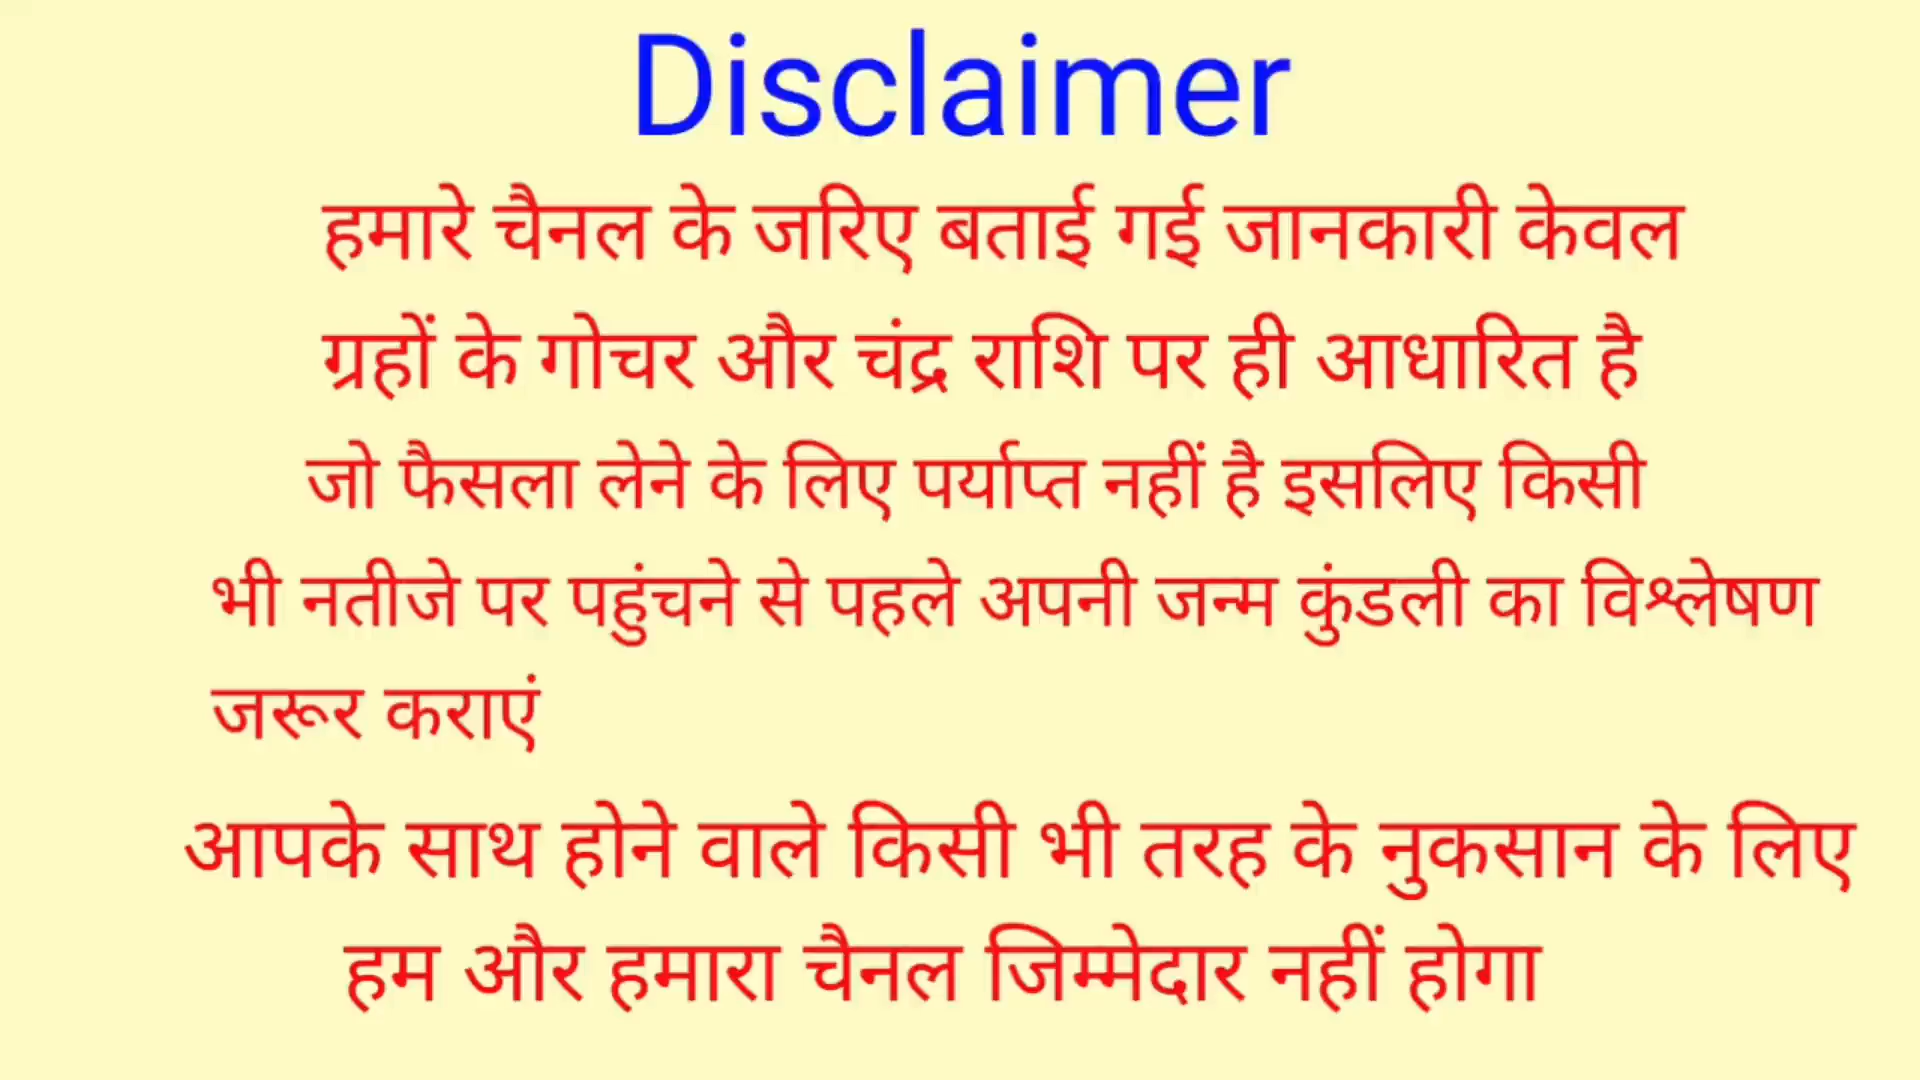 Disclaimer
हमारे चैनल के जरिए बताई गई जानकारी केवल
ग्रहों के गोचर और चंद्र राशि पर ही आधारित है
जो फैसला लेने के लिए पर्याप्त नहीं है इसलिए किसी
भी नतीजे पर पहुंचने से पहले अपनी जन्म कुंडली का विश्लेषण
जरूर कराएं
आपके साथ होने वाले किसी भी तरह के नुकसान के लिए
हम और हमारा चैनल जिम्मेदार नहीं होगा